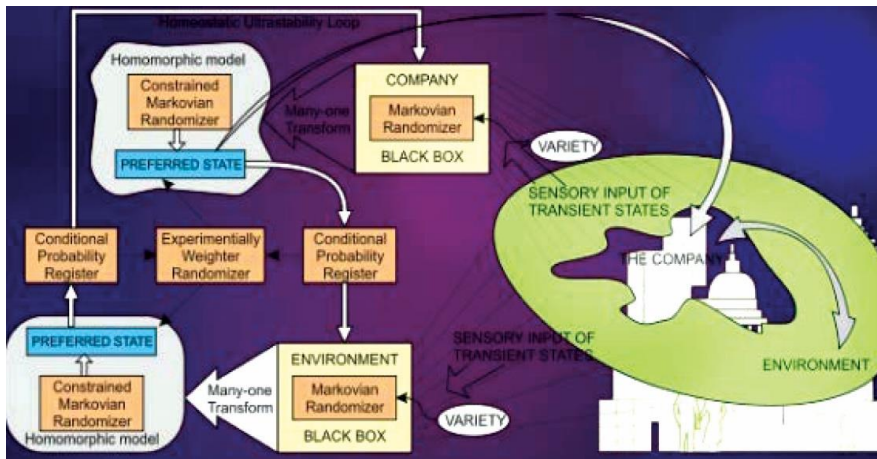 Homeostatic Ultrastability Loop
Homomorphic model
Constrained
Markovian
Randomizer
PREFERRED STATE
Many-one
Transform
COMPANY
Markovian
Randomizer
BLACK BOX
VARIETY
SENSORY INPUT OF
TRANSIENT STATES
THE COMPANY
ENVIRONMENT
Conditional
Probability
Register
Experimentially
Weighter
Randomizer
Conditional
Probability
Register
PREFERRED STATE
Constrained
Markovian
Randomizer
Homomorphic model
Many-one
Transform
ENVIRONMENT
Markovian
Randomizer
BLACK BOX
SENSORY INPUT OF
TRANSIENT STATES
VARIETY